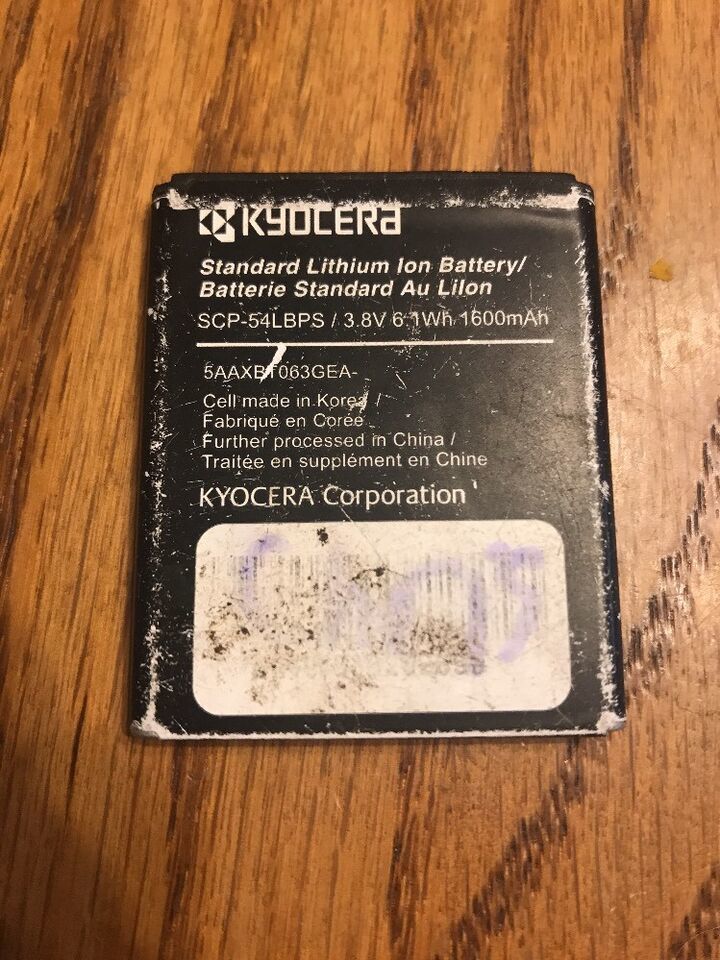 KYOCERA
Standard Lithium Ion Battery/
Batterie Standard Au LiIon
SCP-54LBPS / 3.8V 6.1Wh 1600mAh
5AAXBT063GEA-
Cell made in Korea /
Fabriqué en Corée
Further processed in China /
Traitée en supplément en Chine
KYOCERA Corporation